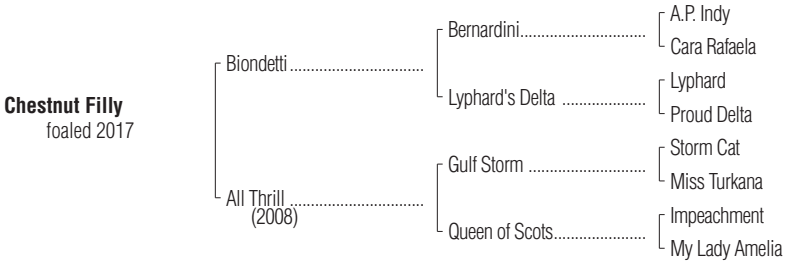 A.P. Indy
Bernardini
Cara Rafaela
Biondetti
Lyphard
Lyphard's Delta
Proud Delta
Chestnut Filly
foaled 2017
Storm Cat
Gulf Storm
Miss Turkana
All Thrill
(2008)
Impeachment
Queen of Scots
My Lady Amelia